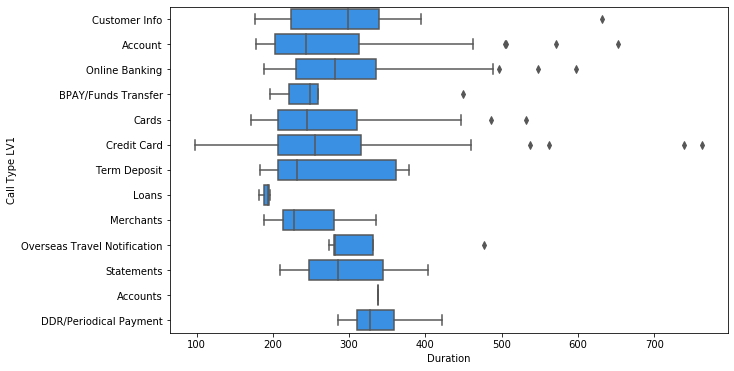 Call Type LV1
Customer Info
Account
Online Banking
BPAY/Funds Transfer
Cards
Credit Card
Term Deposit
Loans
Merchants
Overseas Travel Notification
Statements
Accounts
DDR/Periodical Payment
100 200 300 400 500 600 700
Duration